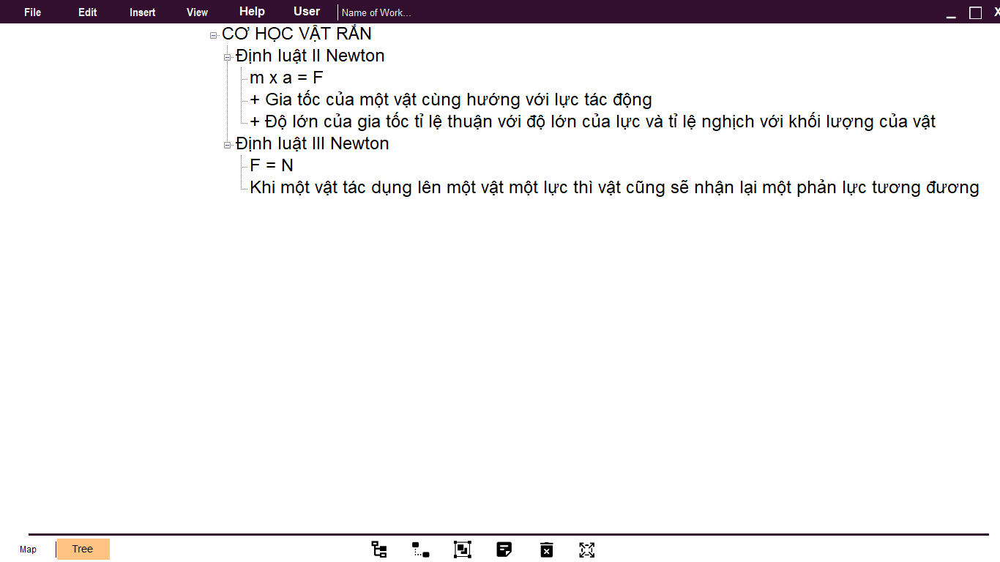 File Edit Insert View Help User Name of Work... X
CƠ HỌC VẬT RẮN
Định luật II Newton
m x a = F
+ Gia tốc của một vật cùng hướng với lực tác động
+ Độ lớn của gia tốc tỉ lệ thuận với độ lớn của lực và tỉ lệ nghịch với khối lượng của vật
Định luật III Newton
F = N
Khi một vật tác dụng lên một vật một lực thì vật cũng sẽ nhận lại một phản lực tương đương
Map Tree